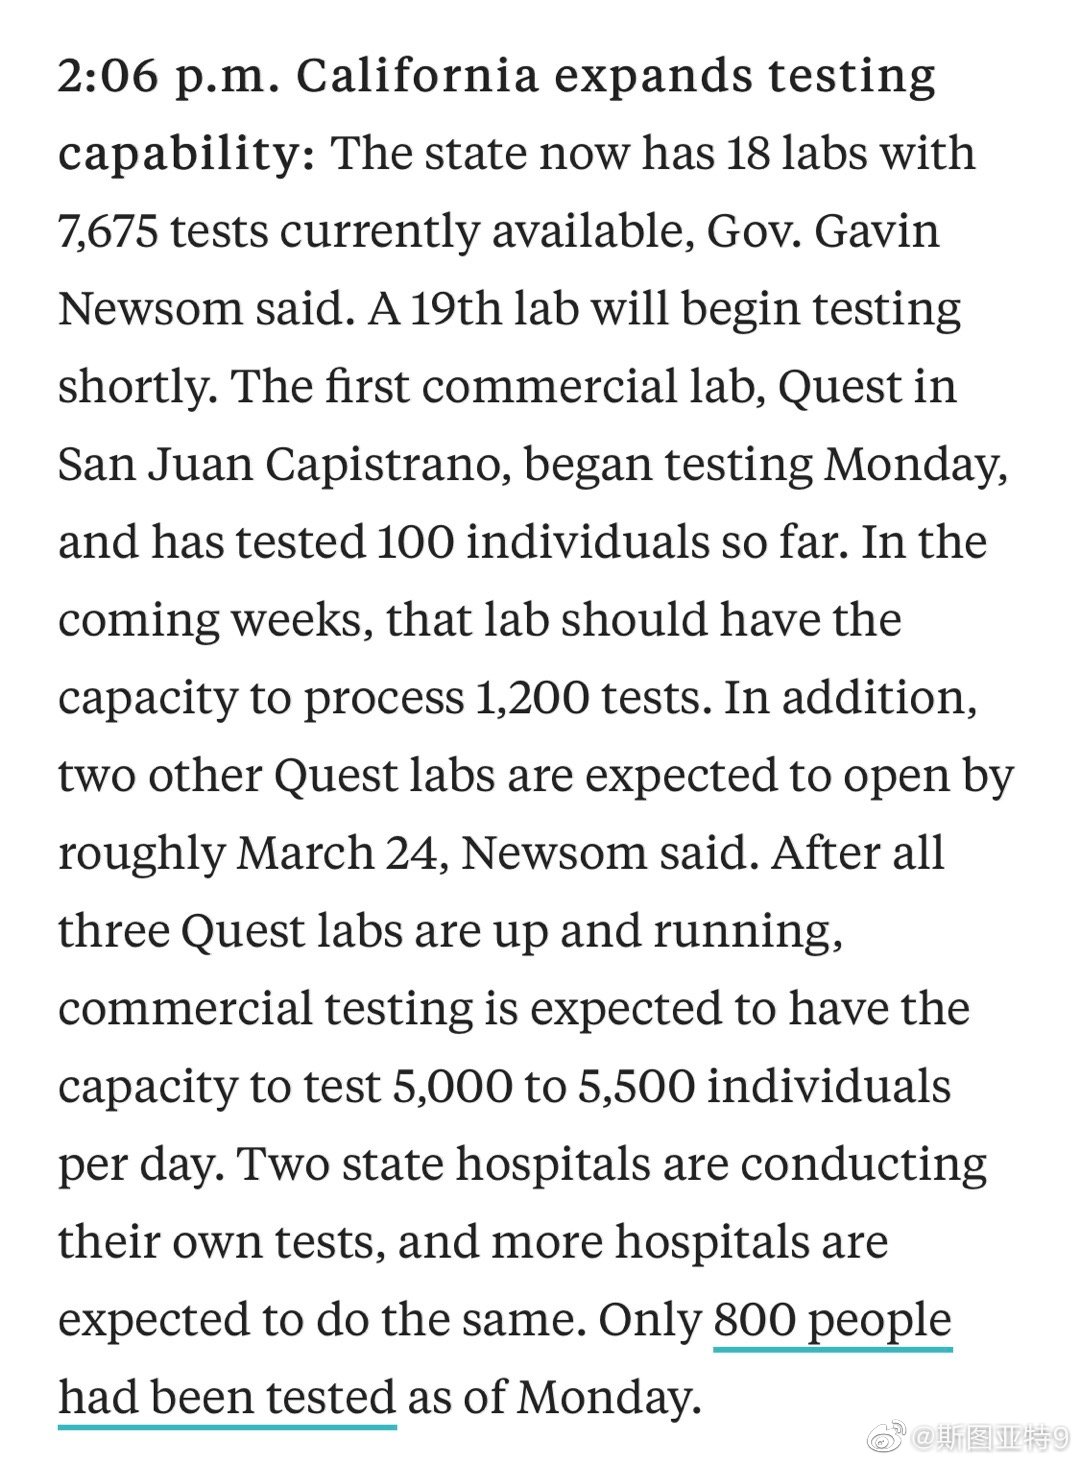 2:06 p.m. California expands testing
capability: The state now has 18 labs with
7,675 tests currently available, Gov. Gavin
Newsom said. A 19th lab will begin testing
shortly. The first commercial lab, Quest in
San Juan Capistrano, began testing Monday,
and has tested 100 individuals so far. In the
coming weeks, that lab should have the
capacity to process 1,200 tests. In addition,
two other Quest labs are expected to open by
roughly March 24, Newsom said. After all
three Quest labs are up and running,
commercial testing is expected to have the
capacity to test 5,000 to 5,500 individuals
per day. Two state hospitals are conducting
their own tests, and more hospitals are
expected to do the same. Only 800 people
had been tested as of Monday.
@斯图亚特9